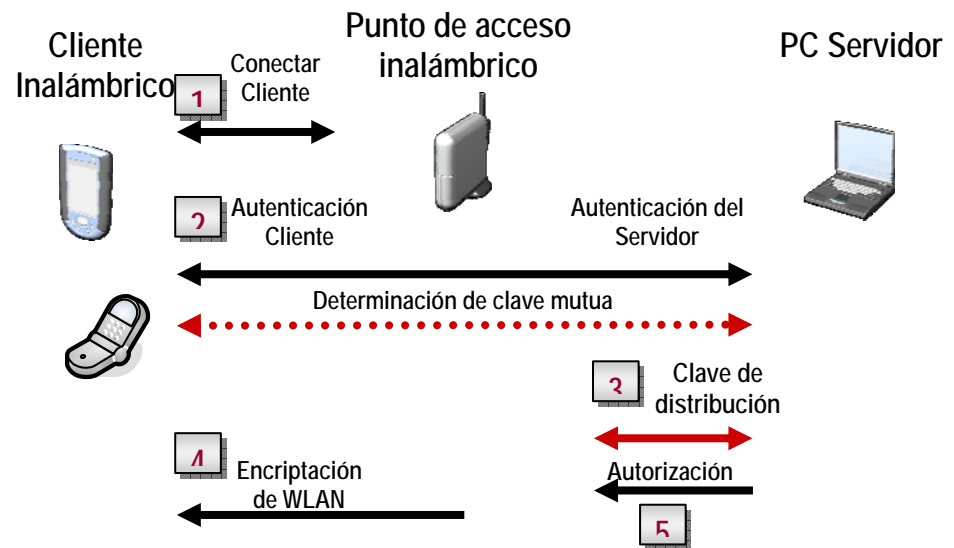 Cliente
Inalámbrico
Punto de acceso
inalámbrico
PC Servidor
1
Conectar
Cliente
2
Autenticación
Cliente
Autenticación del
Servidor
Determinación de clave mutua
3
Clave de
distribución
4
Encriptación
de WLAN
Autorización
5